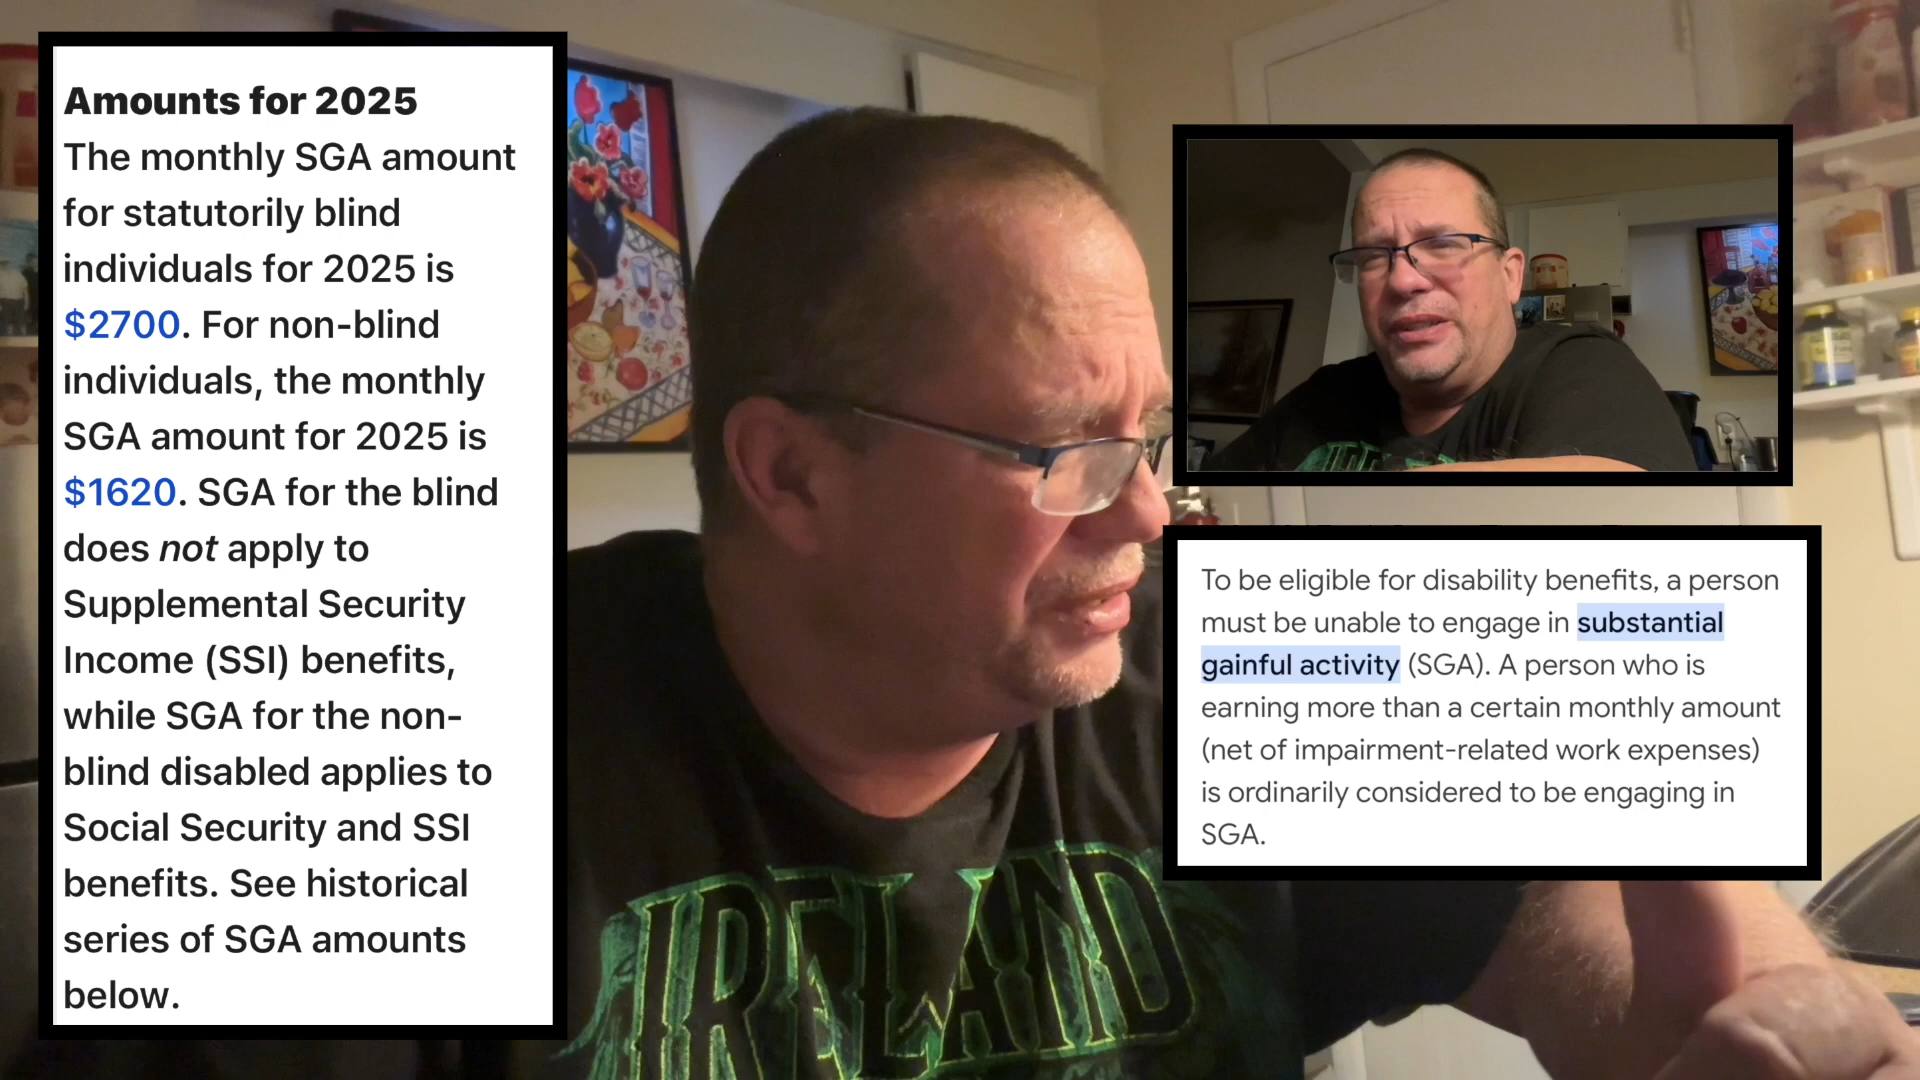 Amounts for 2025
The monthly SGA amount
for statutorily blind
individuals for 2025 is
$2700. For non-blind
individuals, the monthly
SGA amount for 2025 is
$1620. SGA for the blind
does not apply to
Supplemental Security
Income (SSI) benefits,
while SGA for the non-
blind disabled applies to
Social Security and SSI
benefits. See historical
series of SGA amounts
below.
To be eligible for disability benefits, a person
must be unable to engage in substantial
gainful activity (SGA). A person who is
earning more than a certain monthly amount
(net of impairment-related work expenses)
is ordinarily considered to be engaging in
SGA.
IRELAND